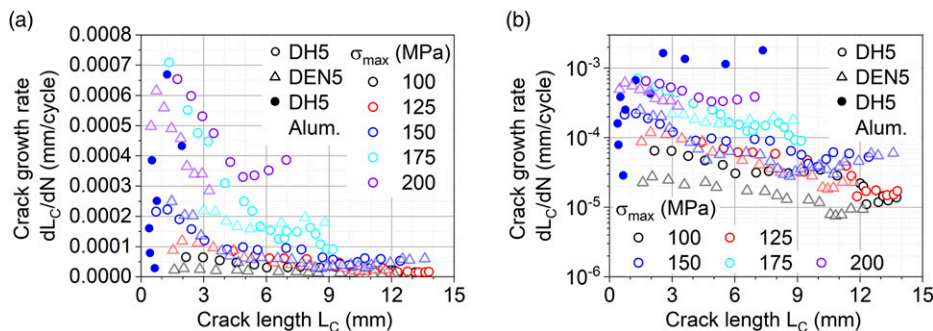 (a)
0.0008
0.0007
0.0006
0.0005
0.0004
0.0003
0.0002
0.0001
0.0000
Crack growth rate
dL_C/dN (mm/cycle)
DH5
DEN5
DH5
Alum.
σ_max (MPa)
100
125
150
175
200
0 3 6 9 12 15
Crack length L_C (mm)
(b)
10⁻³
10⁻⁴
10⁻⁵
10⁻⁶
Crack growth rate
dL_C/dN (mm/cycle)
DH5
DEN5
DH5
Alum.
σ_max (MPa)
100 125
150 175 200
0 3 6 9 12 15
Crack length L_C (mm)